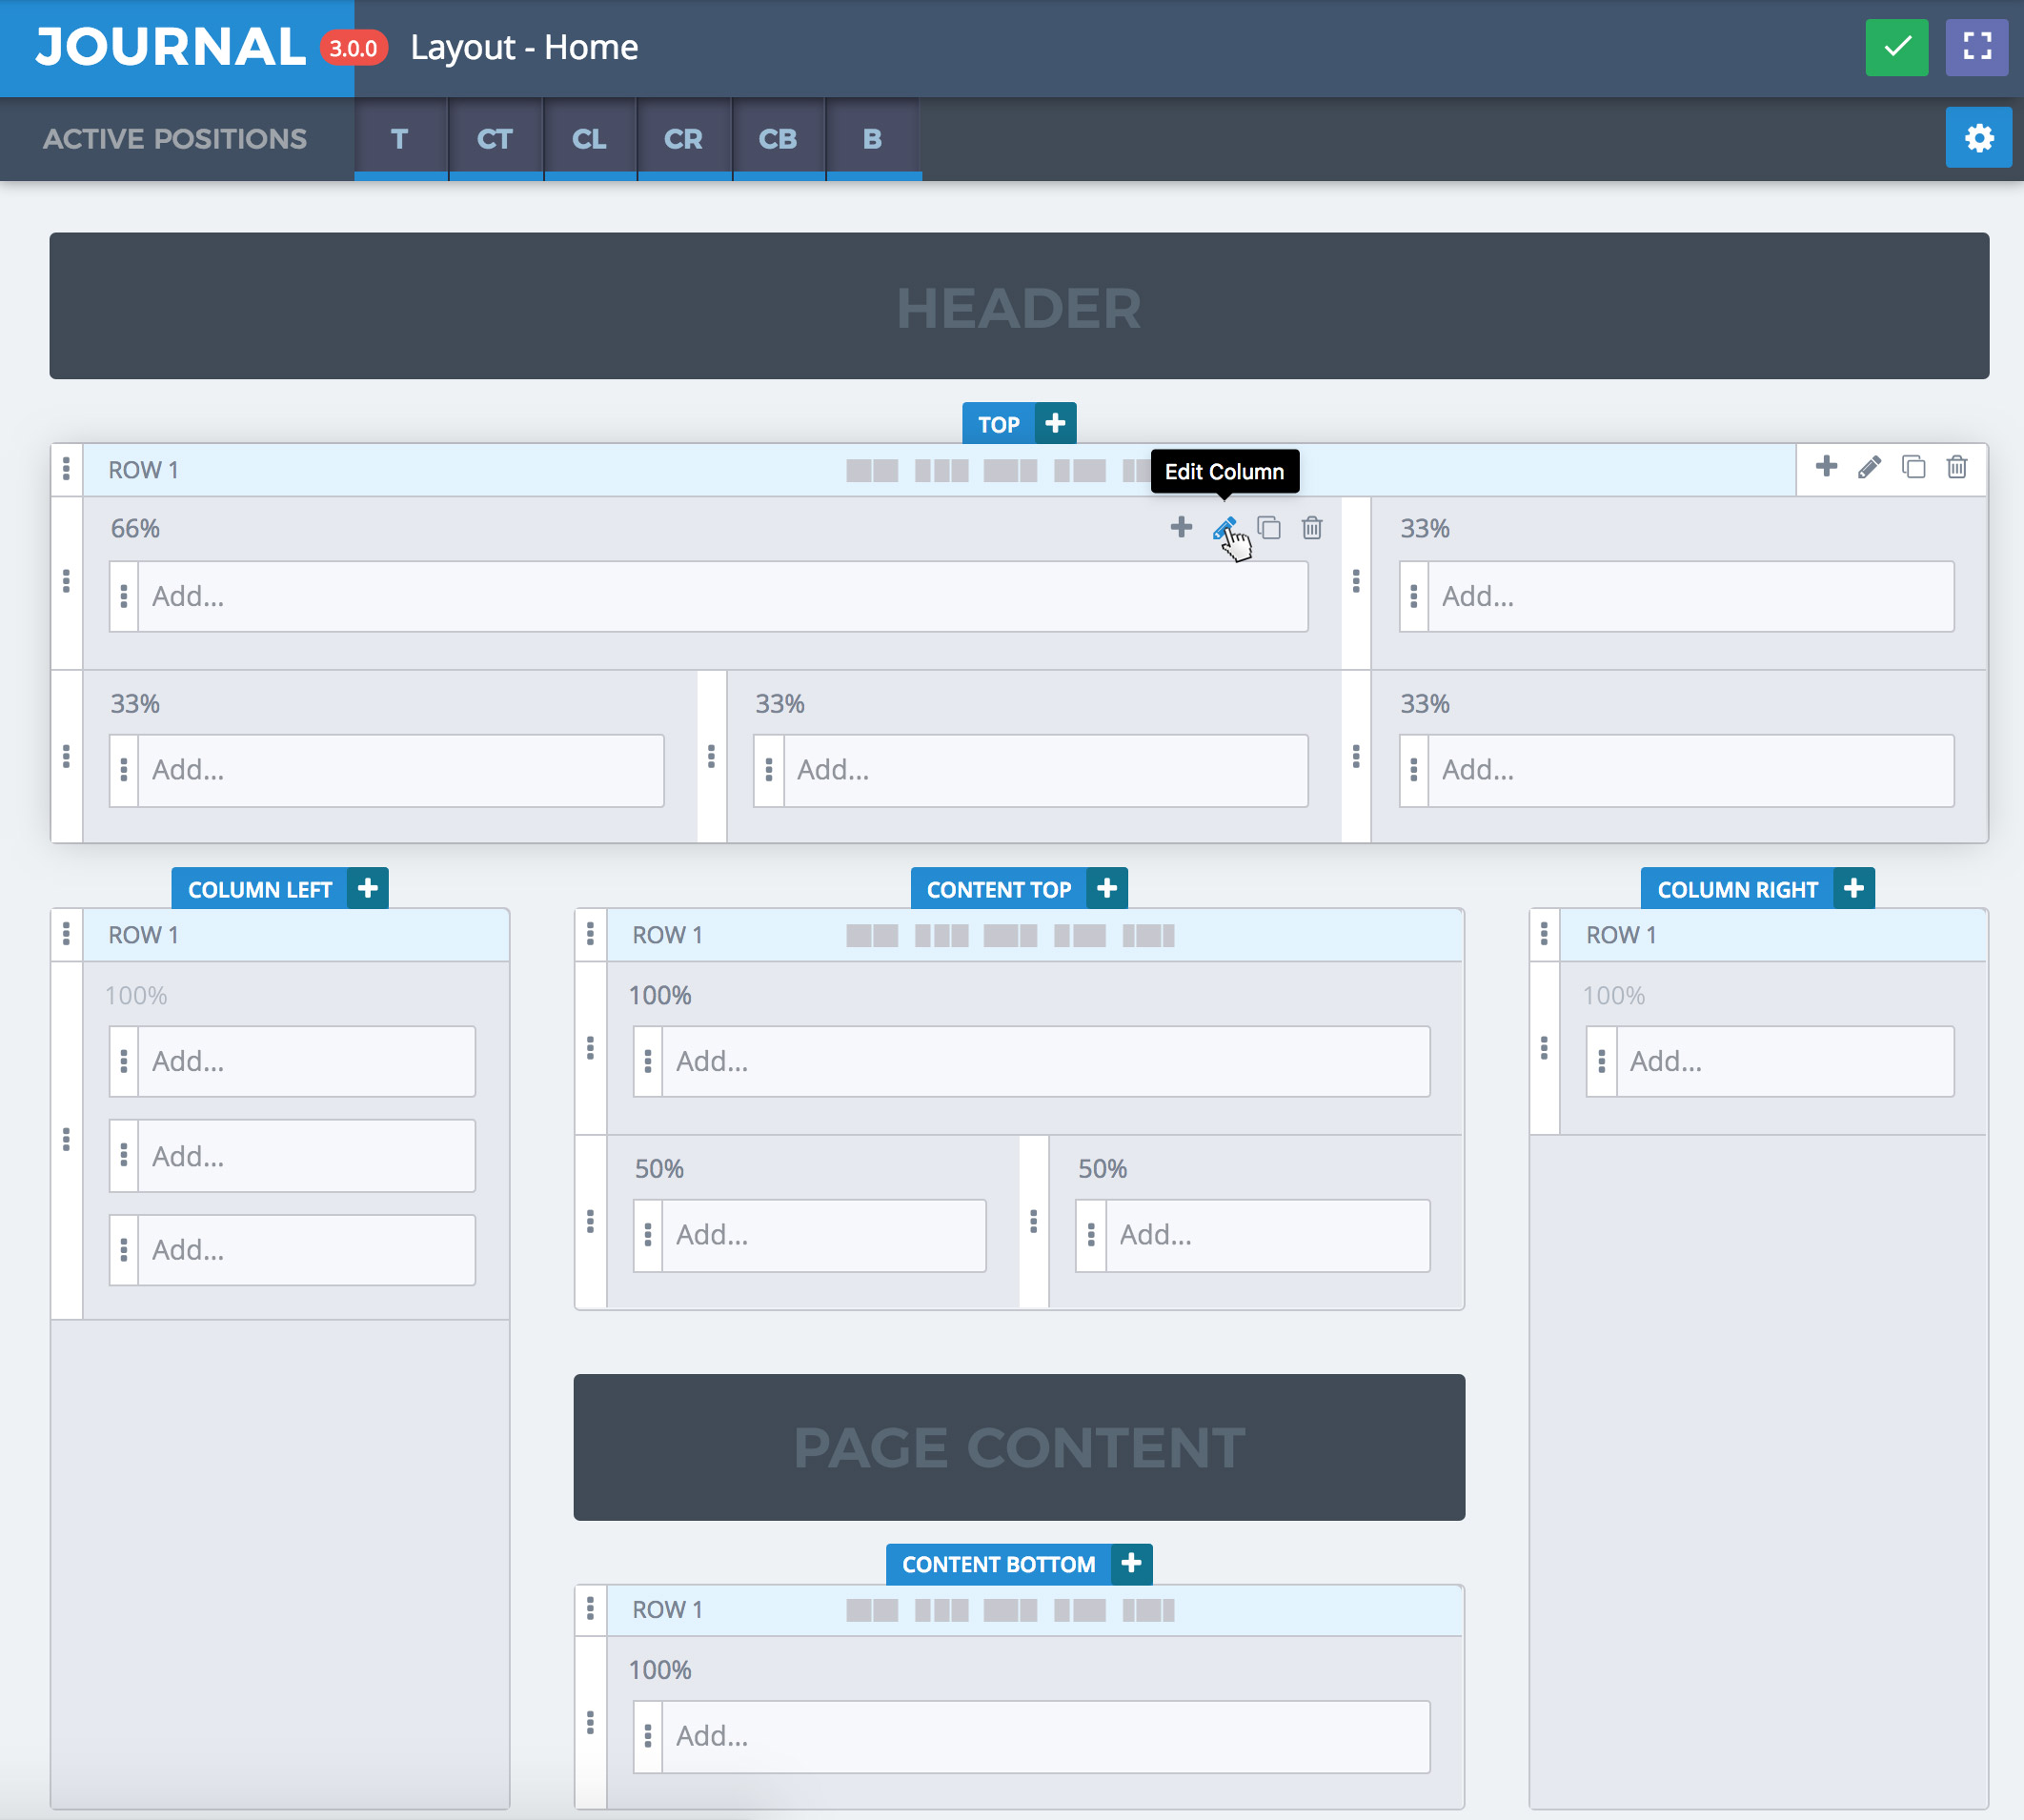 JOURNAL 3.0.0 Layout - Home
ACTIVE POSITIONS T CT CL CR CB B
HEADER
TOP
ROW 1
Edit Column
66% 33%
Add... Add...
33% 33% 33%
Add... Add... Add...
COLUMN LEFT CONTENT TOP COLUMN RIGHT
ROW 1 ROW 1 ROW 1
100% 100% 100%
Add... Add... Add...
Add...
50% 50%
Add... Add... Add...
PAGE CONTENT
CONTENT BOTTOM
ROW 1
100%
Add...